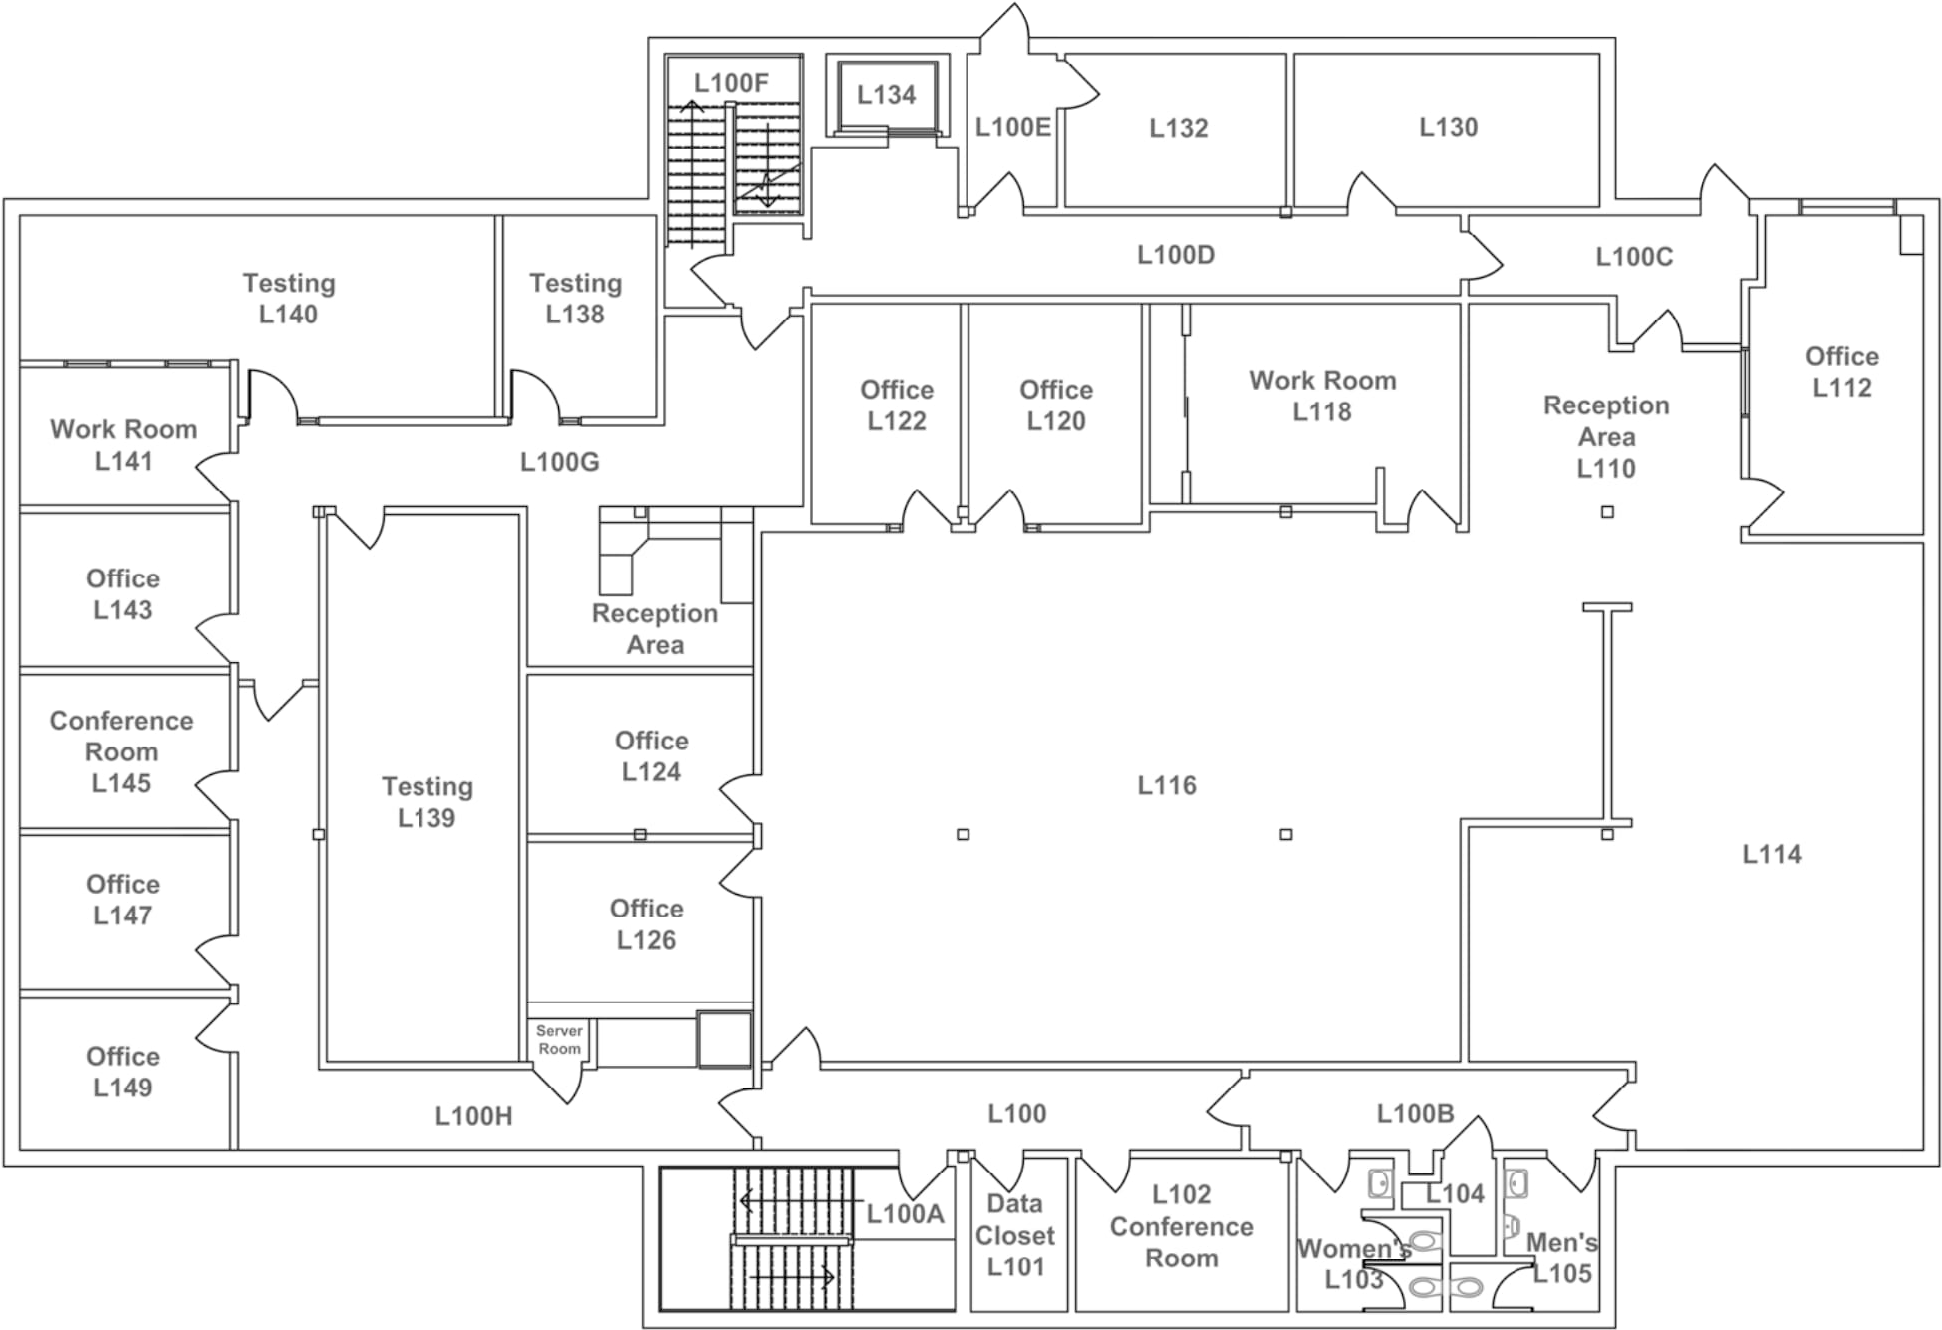 L100F
L134
L100E
L132
L130
L100D
L100C
Testing
L140
Testing
L138
Office
L112
Work Room
L141
L100G
Office
L122
Office
L120
Work Room
L118
Reception
Area
L110
Office
L143
Reception
Area
Conference
Room
L145
Testing
L139
Office
L124
L116
L114
Office
L147
Office
L126
Server
Room
Office
L149
L100H
L100
L100B
L100A
Data
Closet
L101
L102
Conference
Room
L104
Women's
L103
Men's
L105